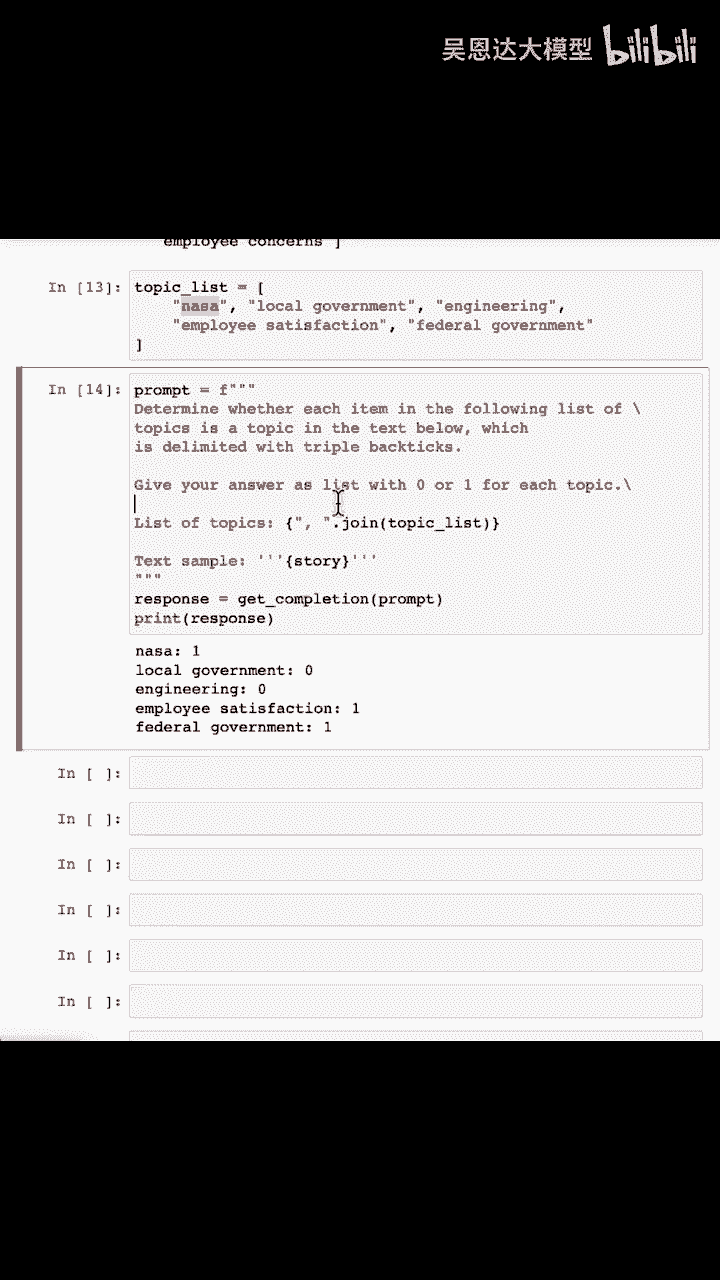 吴恩达大模型 bilibili
employee concerns ]
In [13]: topic_list = [
"nasa", "local government", "engineering",
"employee satisfaction", "federal government"
]
In [14]: prompt = f"""
Determine whether each item in the following list of \
topics is a topic in the text below, which
is delimited with triple backticks.
Give your answer as list with 0 or 1 for each topic.\
List of topics: {", ".join(topic_list)}
Text sample: '''{story}'''
"""
response = get_completion(prompt)
print(response)
nasa: 1
local government: 0
engineering: 0
employee satisfaction: 1
federal government: 1
In [ ]:
In [ ]:
In [ ]:
In [ ]:
In [ ]:
In [ ]: